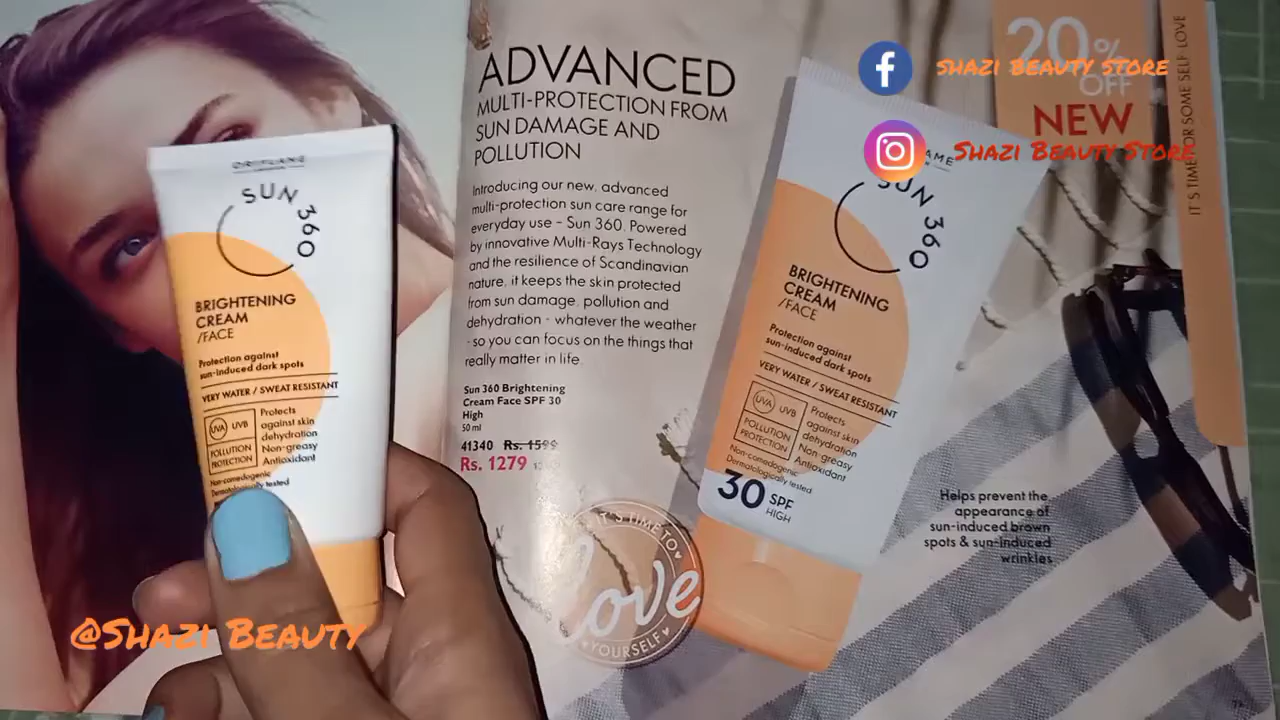 ORIFLAME
SUN 360
BRIGHTENING
CREAM
/FACE
Protection against
sun-induced dark spots
VERY WATER / SWEAT RESISTANT
UVA UVB
POLLUTION
PROTECTION
Protects
against skin
dehydration
Non-greasy
Antioxidant
Non-comedogenic
Dermatologically tested
@SHAZI BEAUTY
ADVANCED
MULTI-PROTECTION FROM
SUN DAMAGE AND
POLLUTION
Introducing our new, advanced
multi-protection sun care range for
everyday use - Sun 360. Powered
by innovative Multi-Rays Technology
and the resilience of Scandinavian
nature, it keeps the skin protected
from sun damage, pollution and
dehydration - whatever the weather
- so you can focus on the things that
really matter in life.
Sun 360 Brightening
Cream Face SPF 30
High
50 ml
41340 Rs. 1599
Rs. 1279
IT'S TIME TO
Love
YOURSELF
SUN 360
BRIGHTENING
CREAM
/FACE
Protection against
sun-induced dark spots
VERY WATER / SWEAT RESISTANT
UVA UVB
POLLUTION
PROTECTION
Protects
against skin
dehydration
Non-greasy
Antioxidant
Non-comedogenic
Dermatologically tested
30 SPF
HIGH
20% OFF
NEW
SHAZI BEAUTY STORE
SHAZI BEAUTY STORE
IT'S TIME FOR SOME SELF LOVE
Helps prevent the
appearance of
sun-induced brown
spots & sun-induced
wrinkles